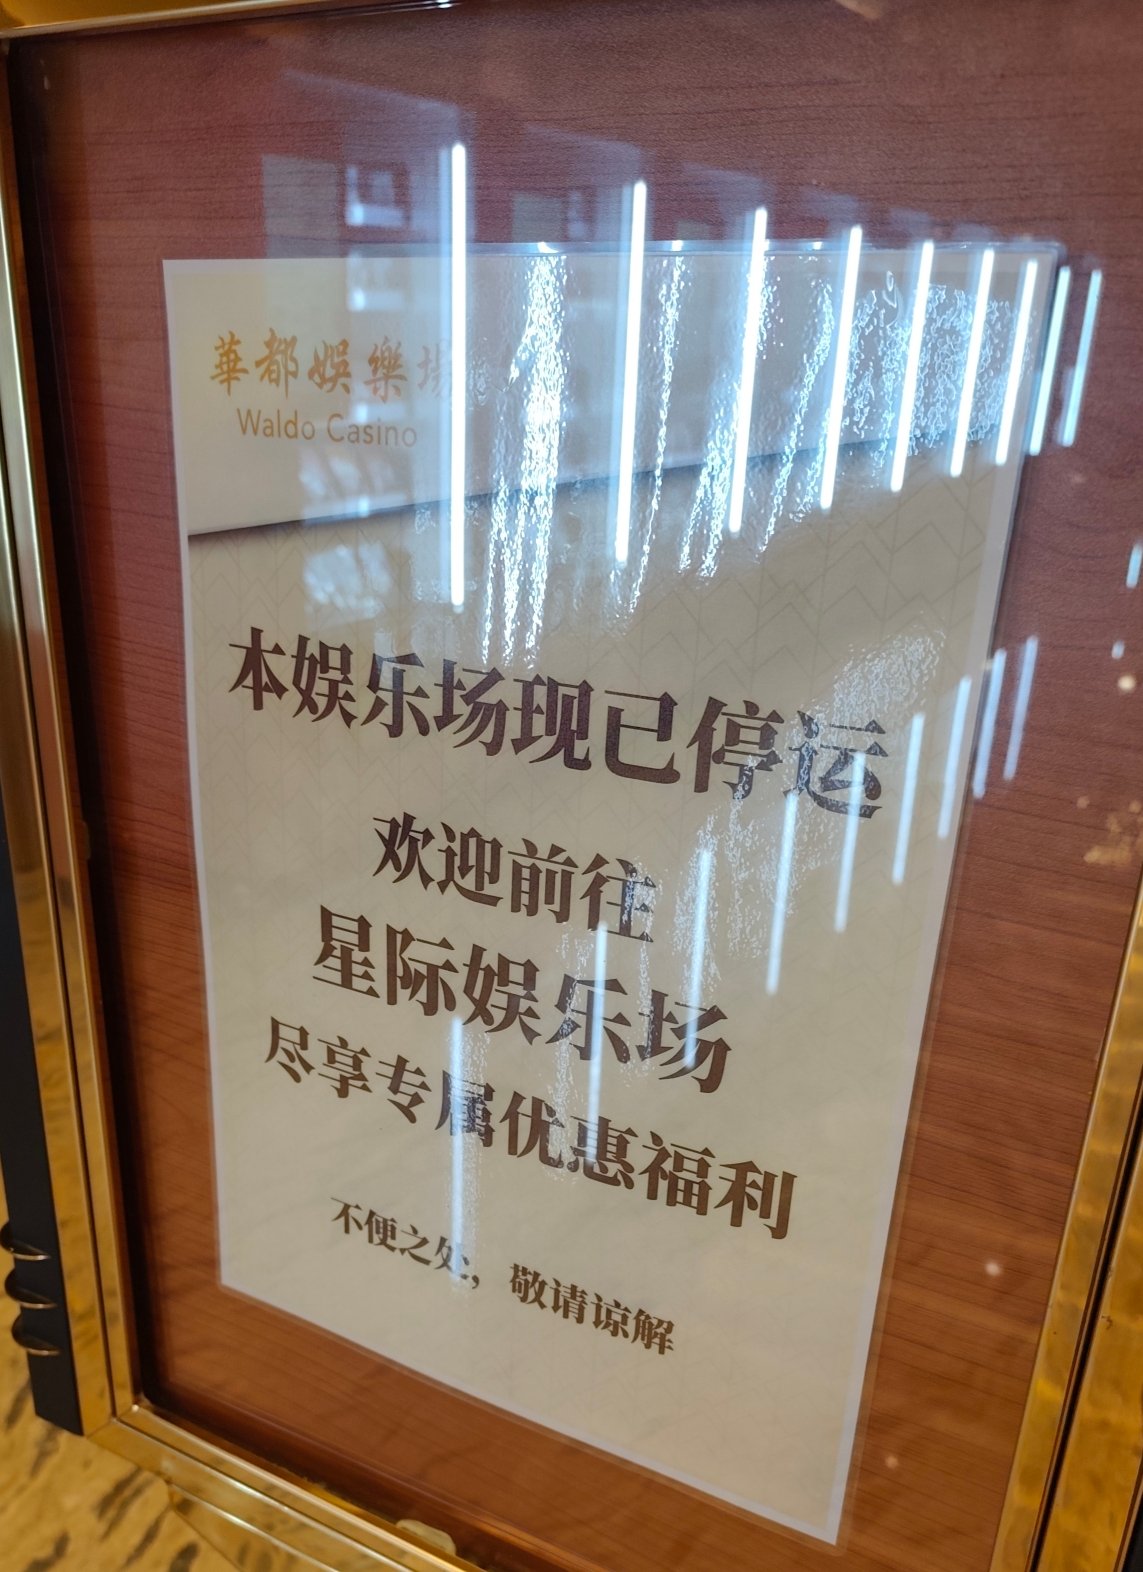 華都娛樂場
Waldo Casino
本娱乐场现已停运
欢迎前往
星际娱乐场
尽享专属优惠福利
不便之处，敬请谅解